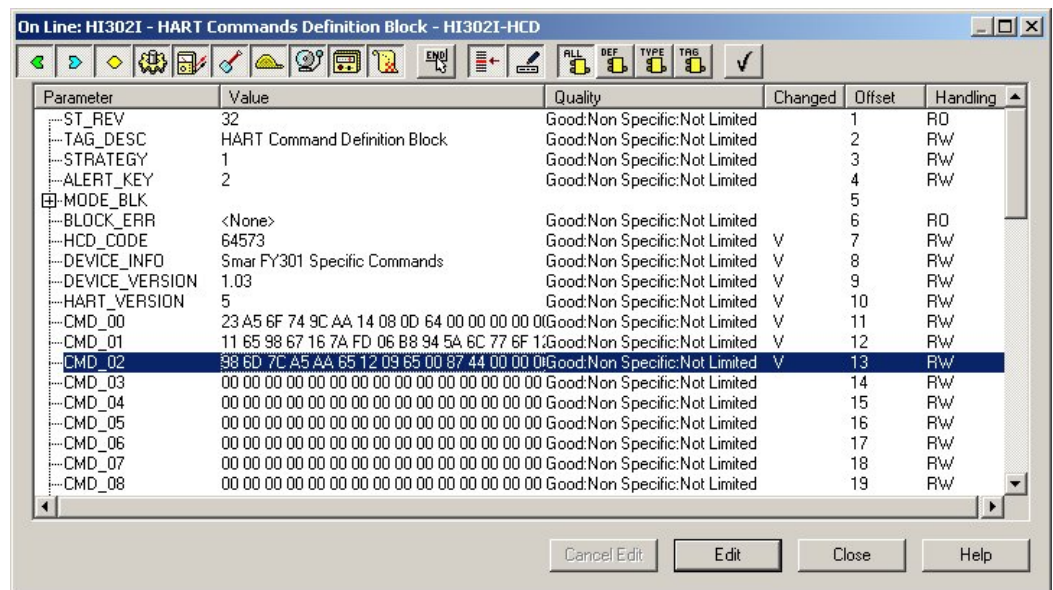 On Line: HI302I - HART Commands Definition Block - HI302I-HCD
END ALL DEF TYPE TAG
Parameter Value Quality Changed Offset Handling
ST_REV 32 Good:Non Specific:Not Limited 1 RO
TAG_DESC HART Command Definition Block Good:Non Specific:Not Limited 2 RW
STRATEGY 1 Good:Non Specific:Not Limited 3 RW
ALERT_KEY 2 Good:Non Specific:Not Limited 4 RW
MODE_BLK 5
BLOCK_ERR <None> Good:Non Specific:Not Limited 6 RO
HCD_CODE 64573 Good:Non Specific:Not Limited V 7 RW
DEVICE_INFO Smar FY301 Specific Commands Good:Non Specific:Not Limited V 8 RW
DEVICE_VERSION 1.03 Good:Non Specific:Not Limited V 9 RW
HART_VERSION 5 Good:Non Specific:Not Limited V 10 RW
CMD_00 23 A5 6F 74 9C AA 14 08 0D 64 00 00 00 00 0( Good:Non Specific:Not Limited V 11 RW
CMD_01 11 65 98 67 16 7A FD 06 B8 94 5A 6C 77 6F 1 Good:Non Specific:Not Limited V 12 RW
CMD_02 98 6D 7C A5 AA 65 12 09 65 00 87 44 00 00 0 Good:Non Specific:Not Limited V 13 RW
CMD_03 00 00 00 00 00 00 00 00 00 00 00 00 00 00 00 Good:Non Specific:Not Limited 14 RW
CMD_04 00 00 00 00 00 00 00 00 00 00 00 00 00 00 00 Good:Non Specific:Not Limited 15 RW
CMD_05 00 00 00 00 00 00 00 00 00 00 00 00 00 00 00 Good:Non Specific:Not Limited 16 RW
CMD_06 00 00 00 00 00 00 00 00 00 00 00 00 00 00 00 Good:Non Specific:Not Limited 17 RW
CMD_07 00 00 00 00 00 00 00 00 00 00 00 00 00 00 00 Good:Non Specific:Not Limited 18 RW
CMD_08 00 00 00 00 00 00 00 00 00 00 00 00 00 00 00 Good:Non Specific:Not Limited 19 RW
Cancel Edit Edit Close Help